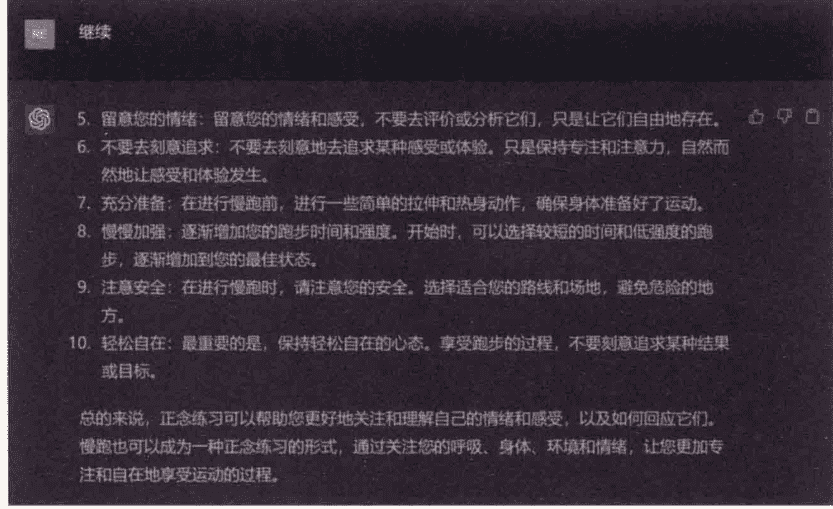 继续
5. 留意您的情绪：留意您的情绪和感受，不要去评价或分析它们，只是让它们自由地存在。
6. 不要去刻意追求：不要去刻意地去追求某种感受或体验。只是保持专注和注意力，自然而
然地让感受和体验发生。
7. 充分准备：在进行慢跑前，进行一些简单的拉伸和热身动作，确保身体准备好了运动。
8. 慢慢加强：逐渐增加您的跑步时间和强度。开始时，可以选择较短的时间和低强度的跑
步，逐渐增加到您的最佳状态。
9. 注意安全：在进行慢跑时，请注意您的安全。选择适合您的路线和场地，避免危险的地
方。
10. 轻松自在：最重要的是，保持轻松自在的心态。享受跑步的过程，不要刻意追求某种结果
或目标。
总的来说，正念练习可以帮助您更好地关注和理解自己的情绪和感受，以及如何回应它们。
慢跑也可以成为一种正念练习的形式，通过关注您的呼吸、身体、环境和情绪，让您更加专
注和自在地享受运动的过程。